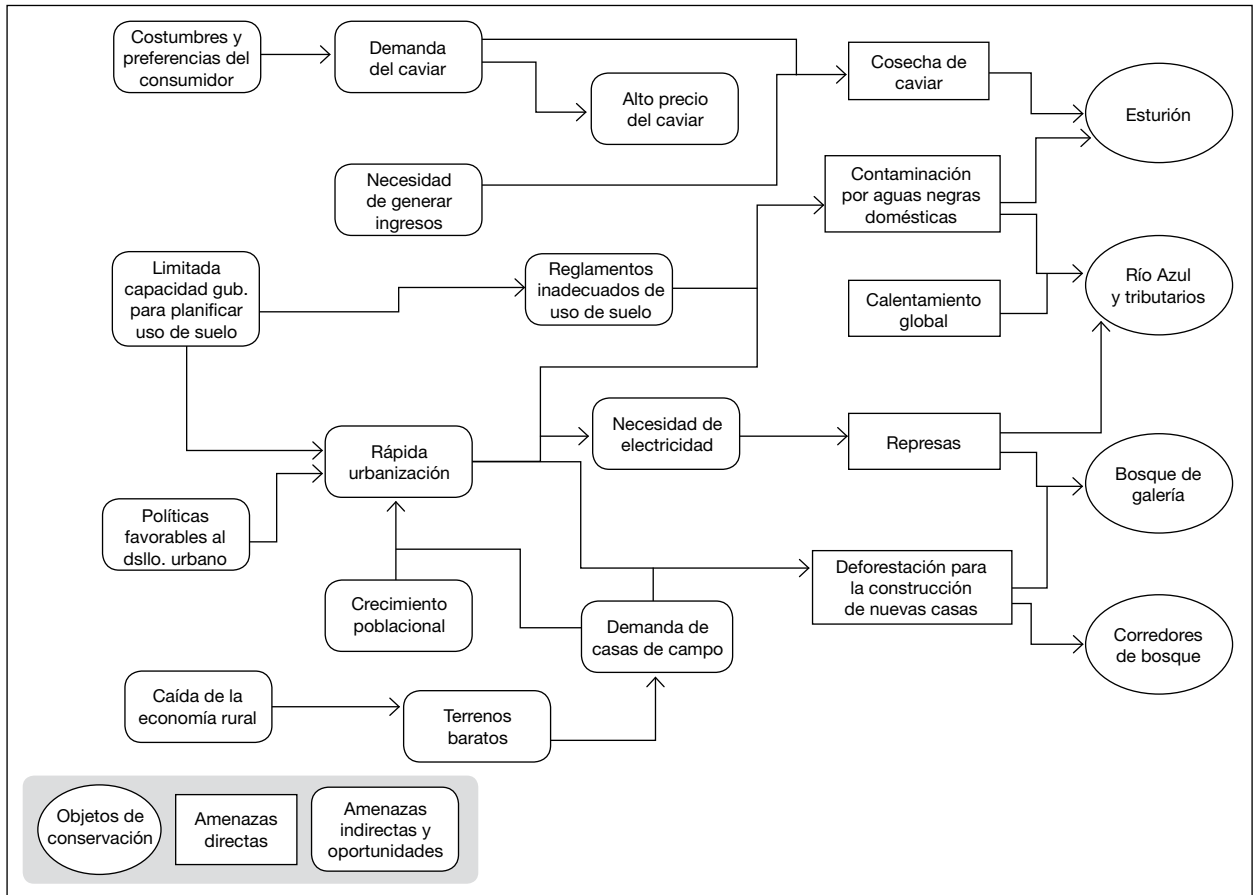 Costumbres y
preferencias del
consumidor
Demanda
del caviar
Alto precio
del caviar
Cosecha de
caviar
Esturión
Necesidad
de generar
ingresos
Contaminación
por aguas negras
domésticas
Limitada
capacidad gub.
para planificar
uso de suelo
Reglamentos
inadecuados de
uso de suelo
Calentamiento
global
Río Azul
y tributarios
Rápida
urbanización
Necesidad de
electricidad
Represas
Bosque de
galería
Políticas
favorables al
dsllo. urbano
Crecimiento
poblacional
Demanda de
casas de campo
Deforestación para
la construcción
de nuevas casas
Corredores
de bosque
Caída de la
economía rural
Terrenos
baratos
Objetos de
conservación
Amenazas
directas
Amenazas
indirectas y
oportunidades